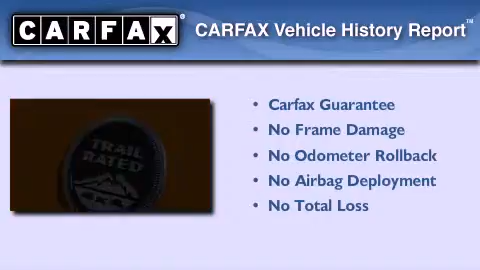 CARFAX®
CARFAX Vehicle History Report™
TRAIL
RATED
• Carfax Guarantee
• No Frame Damage
• No Odometer Rollback
• No Airbag Deployment
• No Total Loss